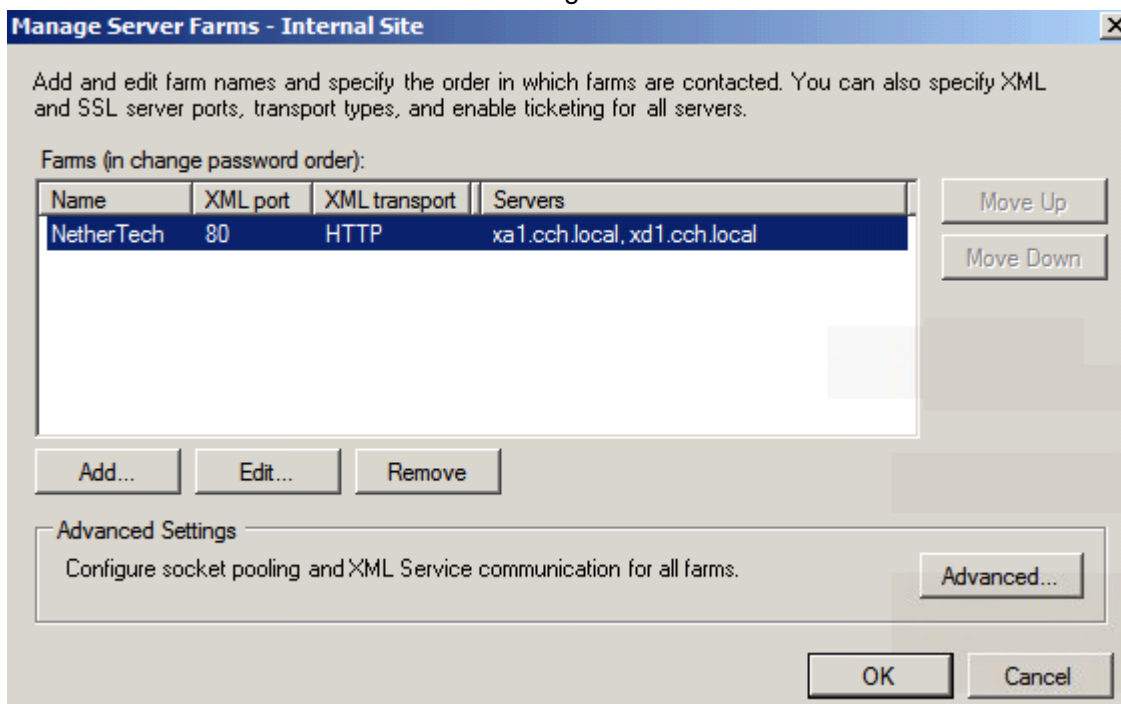 Manage Server Farms - Internal Site
Add and edit farm names and specify the order in which farms are contacted. You can also specify XML
and SSL server ports, transport types, and enable ticketing for all servers.
Farms (in change password order):
Name XML port XML transport Servers
Move Up
NetherTech 80 HTTP xa1.cch.local, xd1.cch.local
Move Down
Add... Edit... Remove
Advanced Settings
Configure socket pooling and XML Service communication for all farms.
Advanced...
OK Cancel